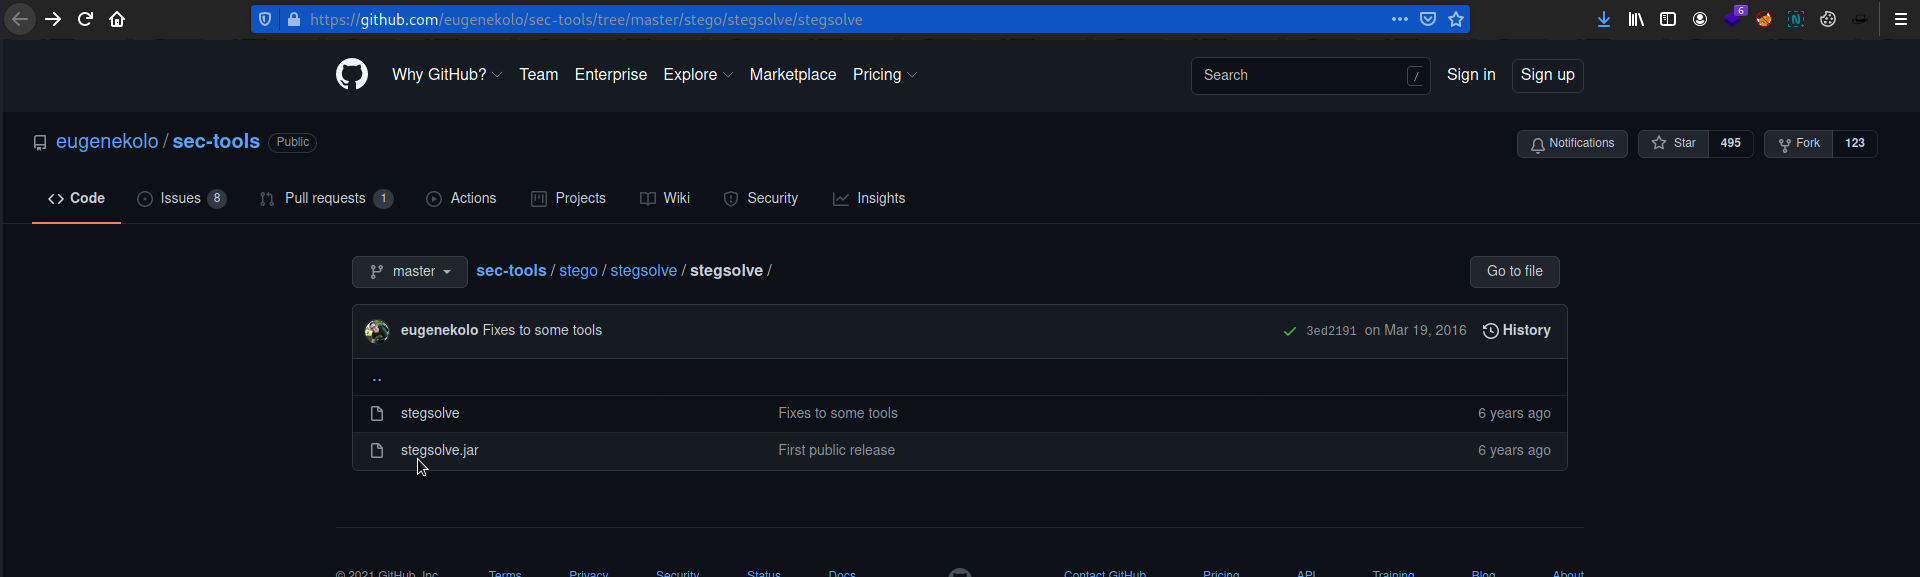 https://github.com/eugenekolo/sec-tools/tree/master/stego/stegsolve/stegsolve
6
Why GitHub? Team Enterprise Explore Marketplace Pricing Search / Sign in Sign up
eugenekolo / sec-tools Public Notifications Star 495 Fork 123
Code Issues 8 Pull requests 1 Actions Projects Wiki Security Insights
master sec-tools / stego / stegsolve / stegsolve / Go to file
eugenekolo Fixes to some tools 3ed2191 on Mar 19, 2016 History
..
stegsolve Fixes to some tools 6 years ago
stegsolve.jar First public release 6 years ago
© 2021 GitHub, Inc. Terms Privacy Security Status Docs Contact GitHub Pricing API Training Blog About